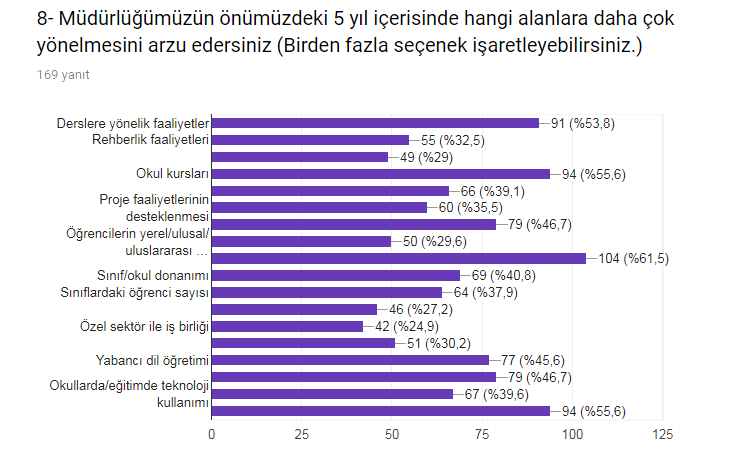 8- Müdürlüğümüzün önümüzdeki 5 yıl içerisinde hangi alanlara daha çok
yönelmesini arzu edersiniz (Birden fazla seçenek işaretleyebilirsiniz.)
169 yanıt
Derslere yönelik faaliyetler
91 (%53,8)
Rehberlik faaliyetleri
55 (%32,5)
49 (%29)
Okul kursları
94 (%55,6)
66 (%39,1)
Proje faaliyetlerinin
desteklenmesi
60 (%35,5)
79 (%46,7)
Öğrencilerin yerel/ulusal/
uluslararası ...
50 (%29,6)
104 (%61,5)
Sınıf/okul donanımı
69 (%40,8)
Sınıflardaki öğrenci sayısı
64 (%37,9)
46 (%27,2)
Özel sektör ile iş birliği
42 (%24,9)
51 (%30,2)
Yabancı dil öğretimi
77 (%45,6)
79 (%46,7)
Okullarda/eğitimde teknoloji
kullanımı
67 (%39,6)
94 (%55,6)
0 25 50 75 100 125